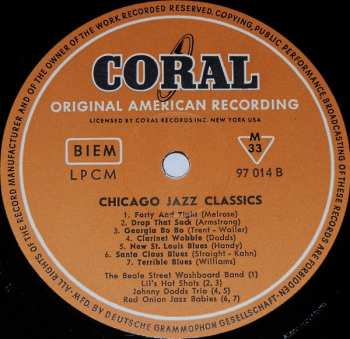 ALL RIGHTS OF THE RECORD MANUFACTURER AND OF THE OWNER OF THE WORK RECORDED RESERVED. COPYING, PUBLIC PERFORMANCE, BROADCASTING OF THESE RECORDS ARE FORBIDDEN
CORAL
ORIGINAL AMERICAN RECORDING
LICENSED BY CORAL RECORDS INC. NEW YORK USA
BIEM
LPCM
M
33
97 014 B
CHICAGO JAZZ CLASSICS
1. Forty And Tight (Melrose)
2. Drop That Sack (Armstrong)
3. Georgia Bo Bo (Trent - Waller)
4. Clarinet Wobble (Dodds)
5. New St. Louis Blues (Handy)
6. Santa Claus Blues (Straight - Kahn)
7. Terrible Blues (Williams)
The Beale Street Washboard Band (1)
Lil's Hot Shots (2, 3)
Johnny Dodds Trio (4, 5)
Red Onion Jazz Babies (6, 7)
MFD. BY DEUTSCHE GRAMMOPHON GESELLSCHAFT